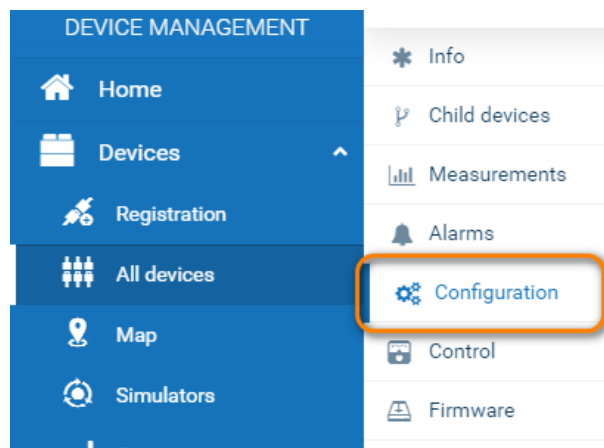 DEVICE MANAGEMENT
Home
Devices
Registration
All devices
Map
Simulators
Info
Child devices
Measurements
Alarms
Configuration
Control
Firmware